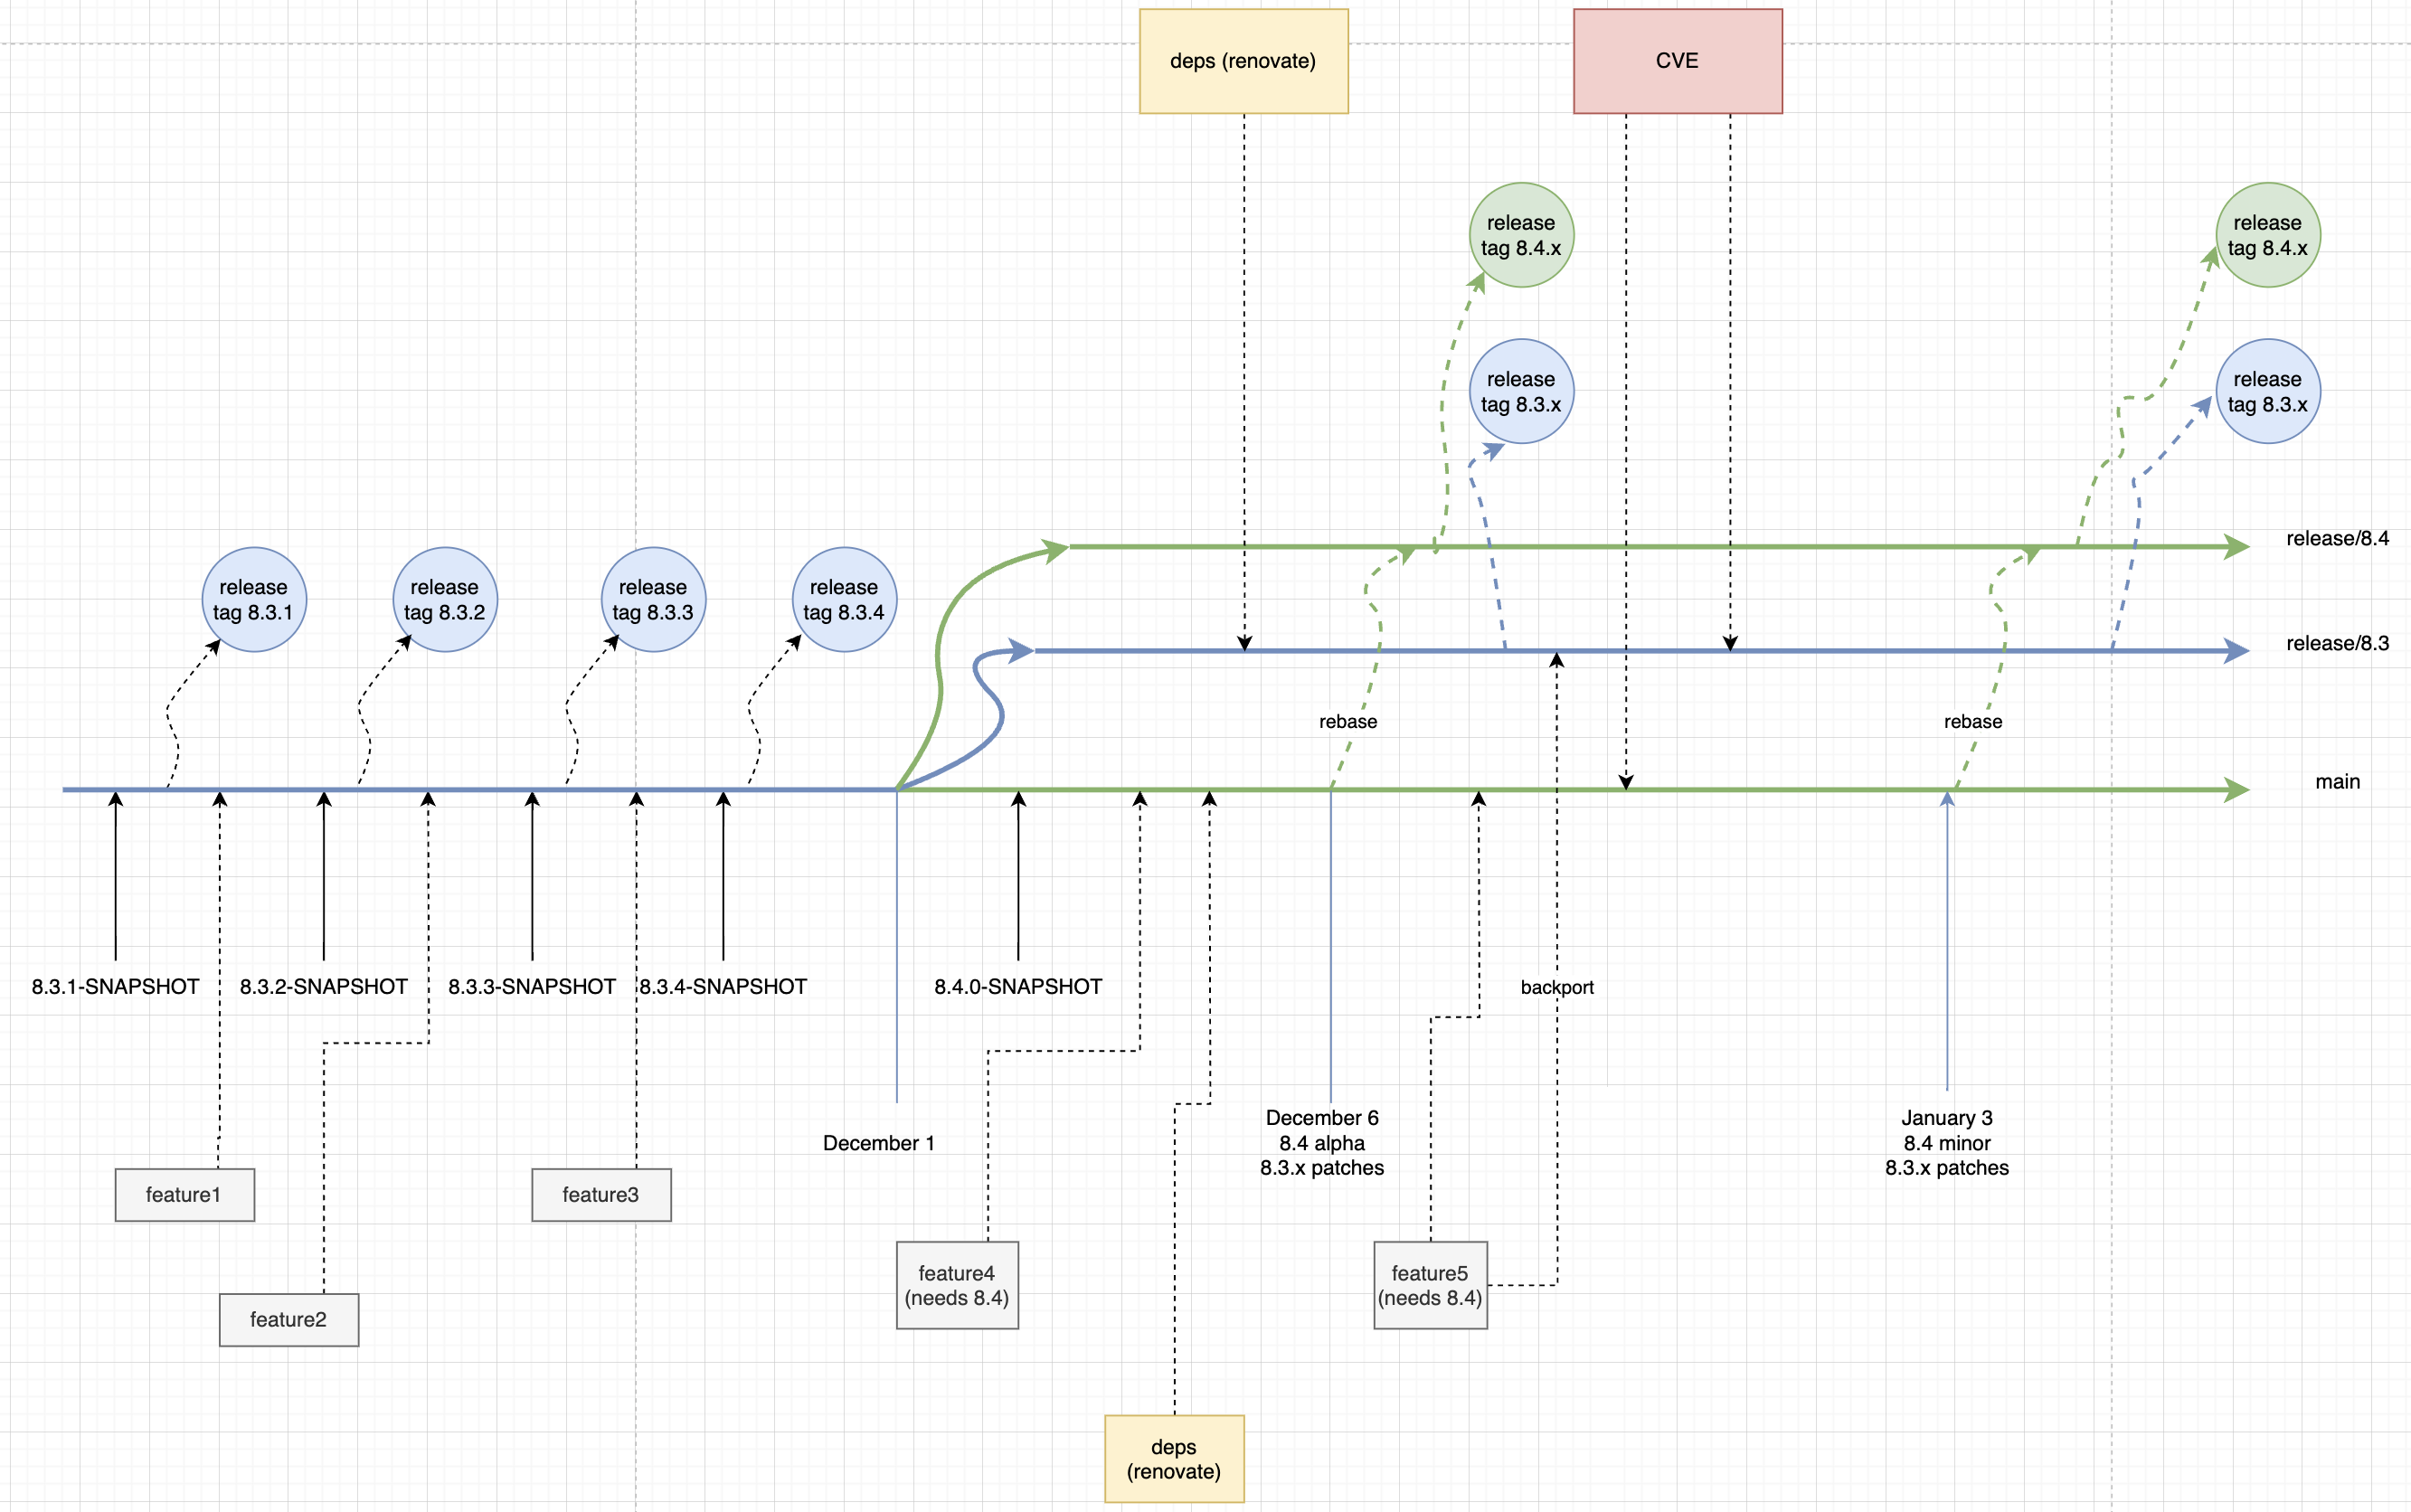 deps (renovate)
CVE
release
tag 8.4.x
release
tag 8.4.x
release
tag 8.3.x
release
tag 8.3.x
release/8.4
release
tag 8.3.1
release
tag 8.3.2
release
tag 8.3.3
release
tag 8.3.4
release/8.3
rebase
rebase
main
8.3.1-SNAPSHOT
8.3.2-SNAPSHOT
8.3.3-SNAPSHOT
8.3.4-SNAPSHOT
8.4.0-SNAPSHOT
backport
December 1
December 6
8.4 alpha
8.3.x patches
January 3
8.4 minor
8.3.x patches
feature1
feature3
feature4
(needs 8.4)
feature5
(needs 8.4)
feature2
deps
(renovate)